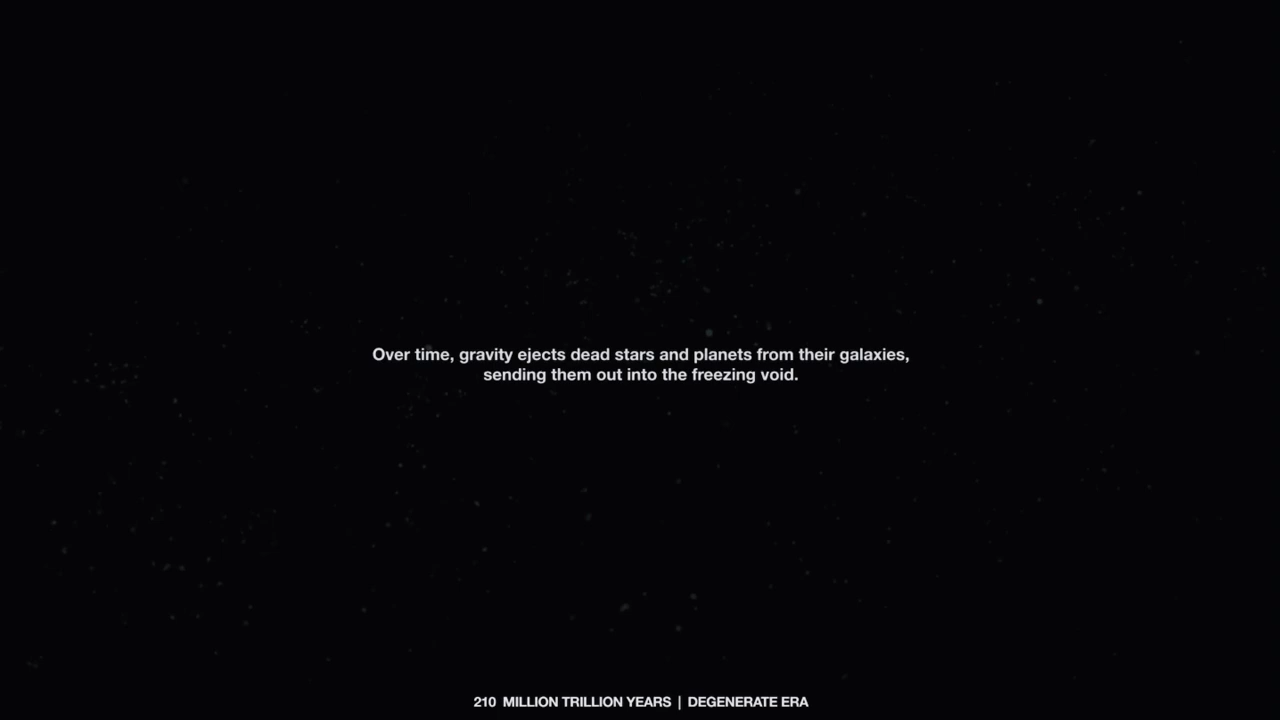 Over time, gravity ejects dead stars and planets from their galaxies,
sending them out into the freezing void.
210 MILLION TRILLION YEARS | DEGENERATE ERA